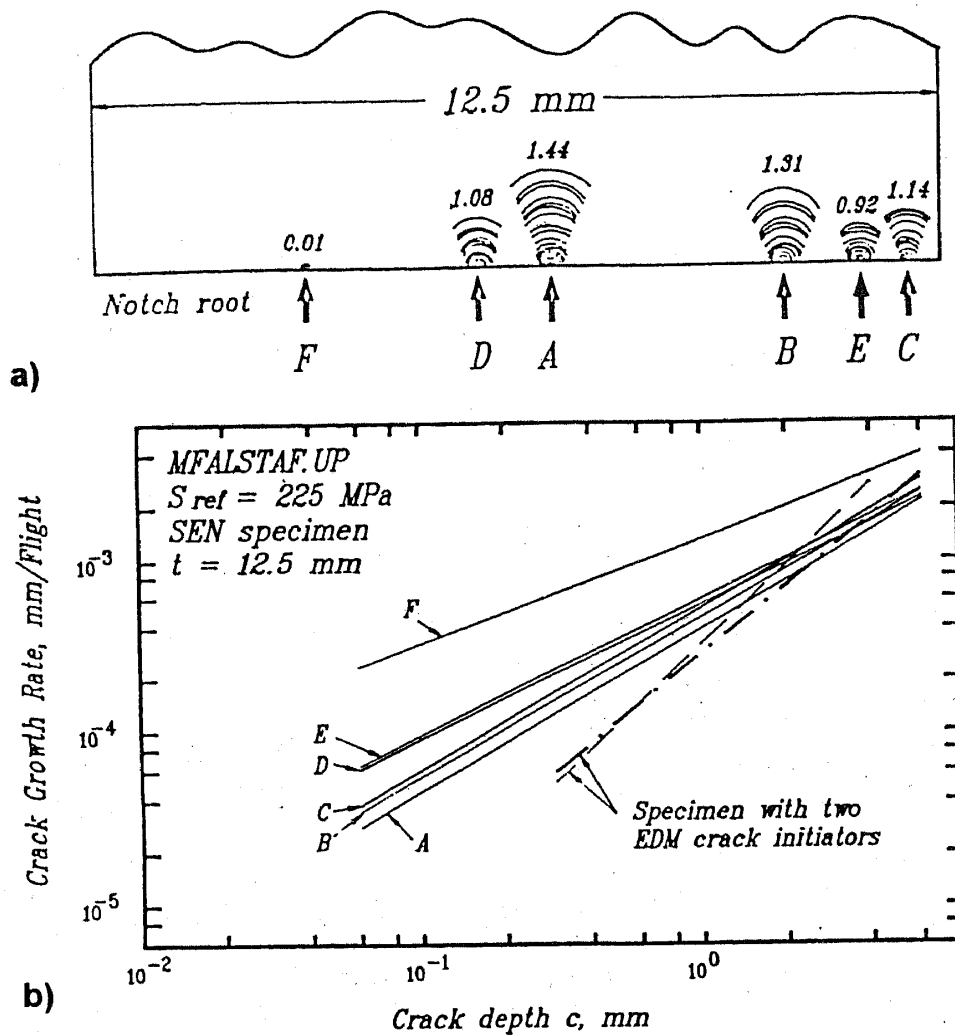 12.5 mm
1.44
1.31
1.08
0.92
1.14
0.01
Notch root
F
D
A
B
E
C
a)
MFALSTAF.UP
S ref = 225 MPa
SEN specimen
t = 12.5 mm
Crack Growth Rate, mm/Flight
10⁻³
10⁻⁴
10⁻⁵
F
E
D
C
B
A
Specimen with two
EDM crack initiators
10⁻²
10⁻¹
10⁰
b)
Crack depth c, mm